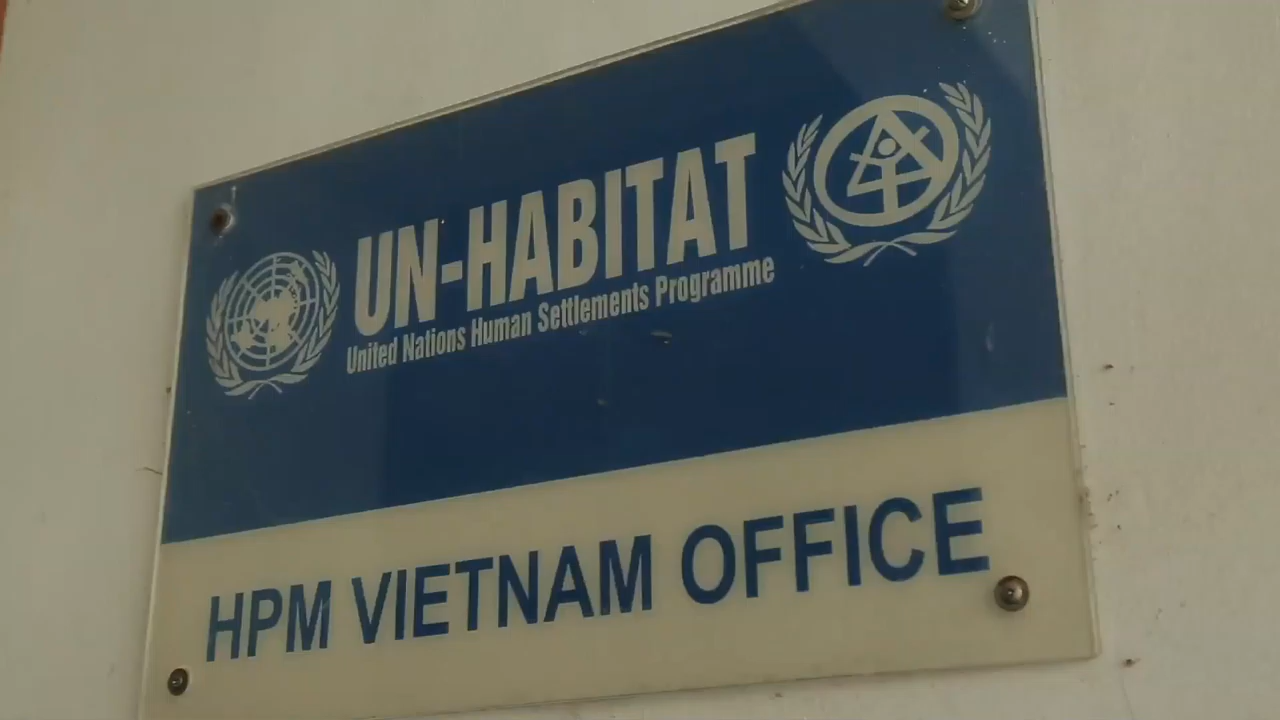 UN-HABITAT
United Nations Human Settlements Programme
HPM VIETNAM OFFICE